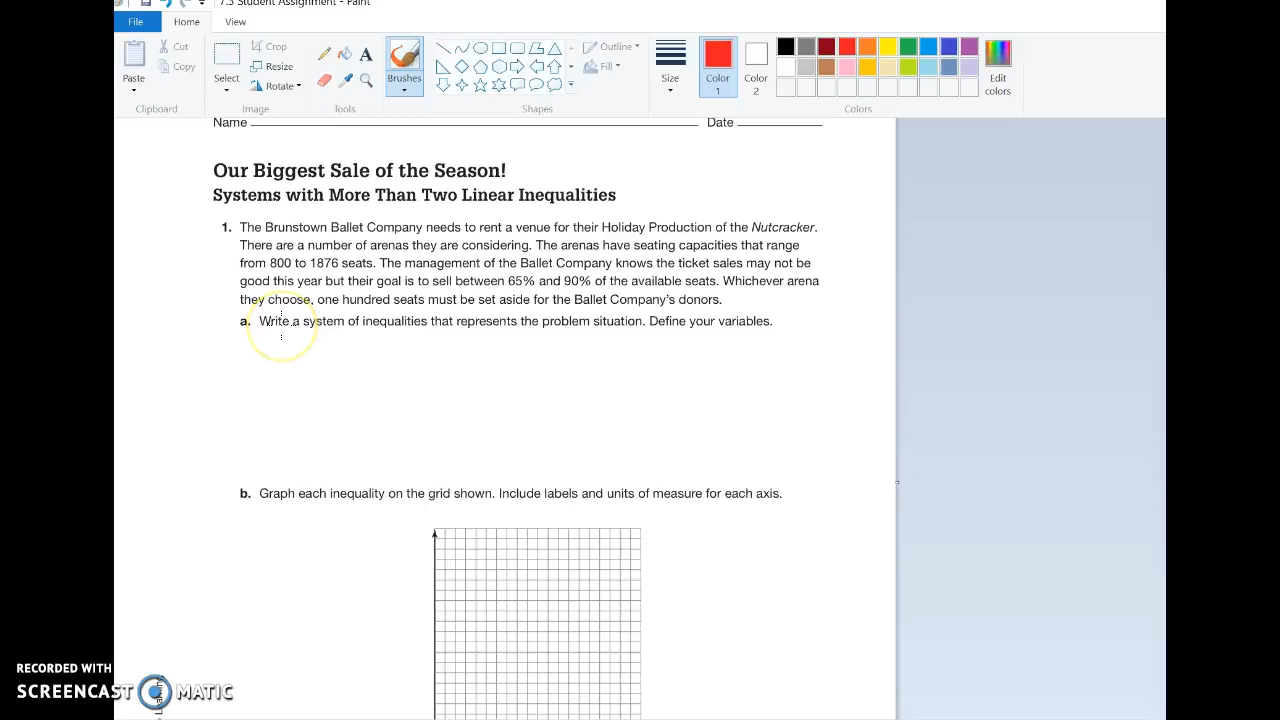 7.3 Student Assignment - Paint
File Home View
Paste
Cut
Copy
Clipboard
Select
Crop
Resize
Rotate
Image
A
Tools
Brushes
Outline
Fill
Shapes
Size
Color 1
Color 2
Edit colors
Colors
Name Date
Our Biggest Sale of the Season!
Systems with More Than Two Linear Inequalities
1. The Brunstown Ballet Company needs to rent a venue for their Holiday Production of the Nutcracker.
There are a number of arenas they are considering. The arenas have seating capacities that range
from 800 to 1876 seats. The management of the Ballet Company knows the ticket sales may not be
good this year but their goal is to sell between 65% and 90% of the available seats. Whichever arena
they choose, one hundred seats must be set aside for the Ballet Company's donors.
a. Write a system of inequalities that represents the problem situation. Define your variables.
b. Graph each inequality on the grid shown. Include labels and units of measure for each axis.
RECORDED WITH
SCREENCAST MATIC